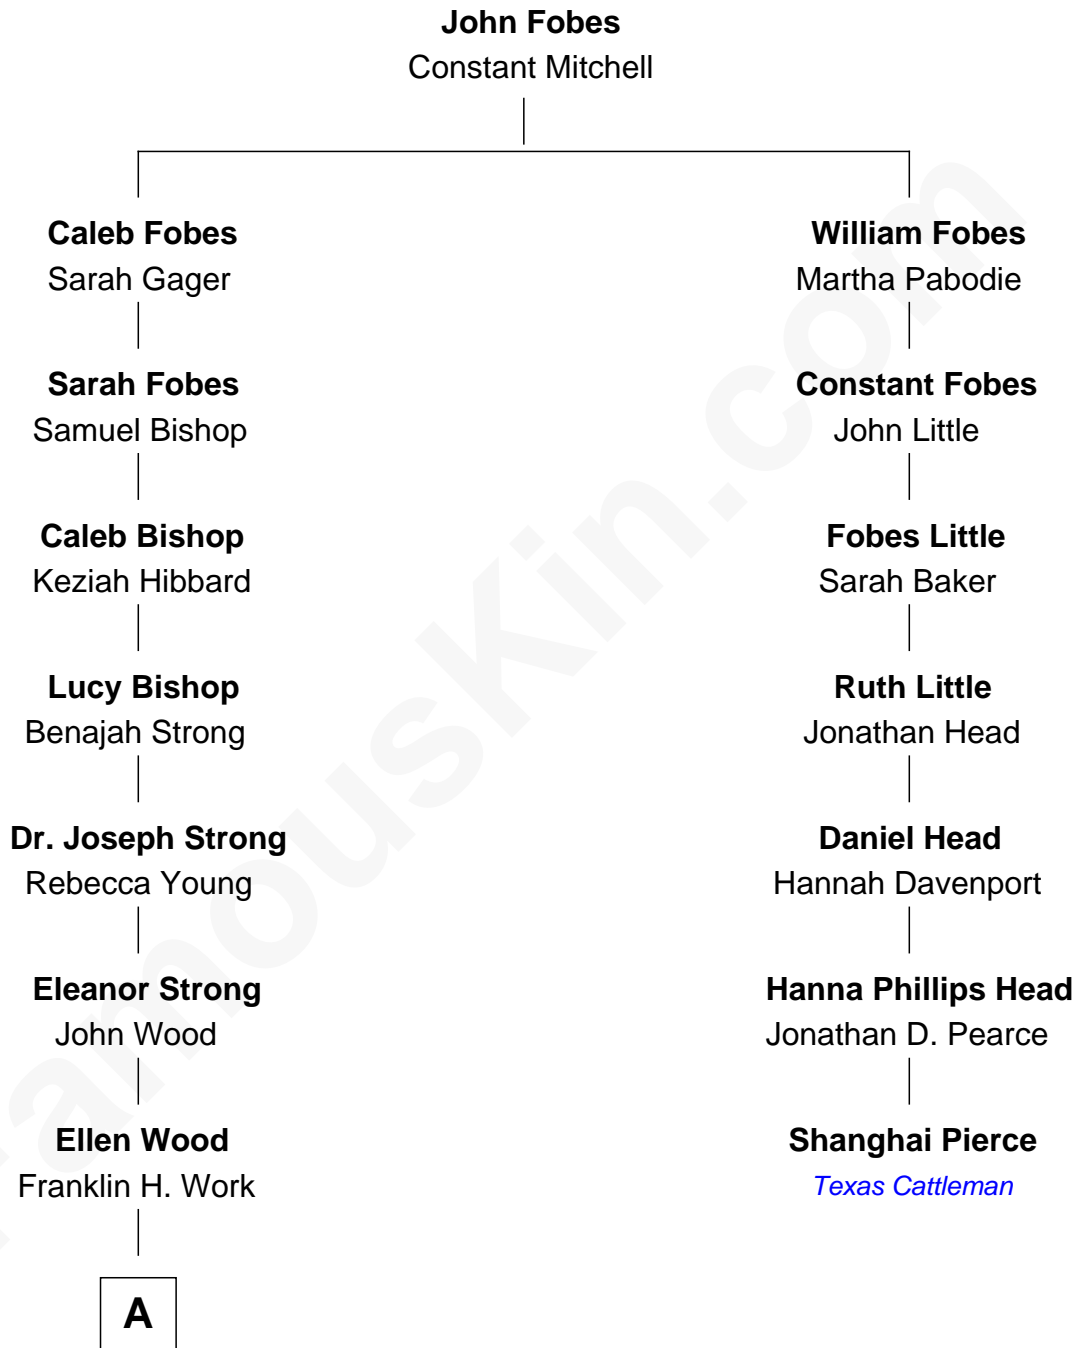 John Fobes
Constant Mitchell
Caleb Fobes
Sarah Gager
William Fobes
Martha Pabodie
Sarah Fobes
Samuel Bishop
Constant Fobes
John Little
Caleb Bishop
Keziah Hibbard
Fobes Little
Sarah Baker
Lucy Bishop
Benajah Strong
Ruth Little
Jonathan Head
Dr. Joseph Strong
Rebecca Young
Daniel Head
Hannah Davenport
Eleanor Strong
John Wood
Hanna Phillips Head
Jonathan D. Pearce
Ellen Wood
Franklin H. Work
Shanghai Pierce
Texas Cattleman
A
FamousKin.com